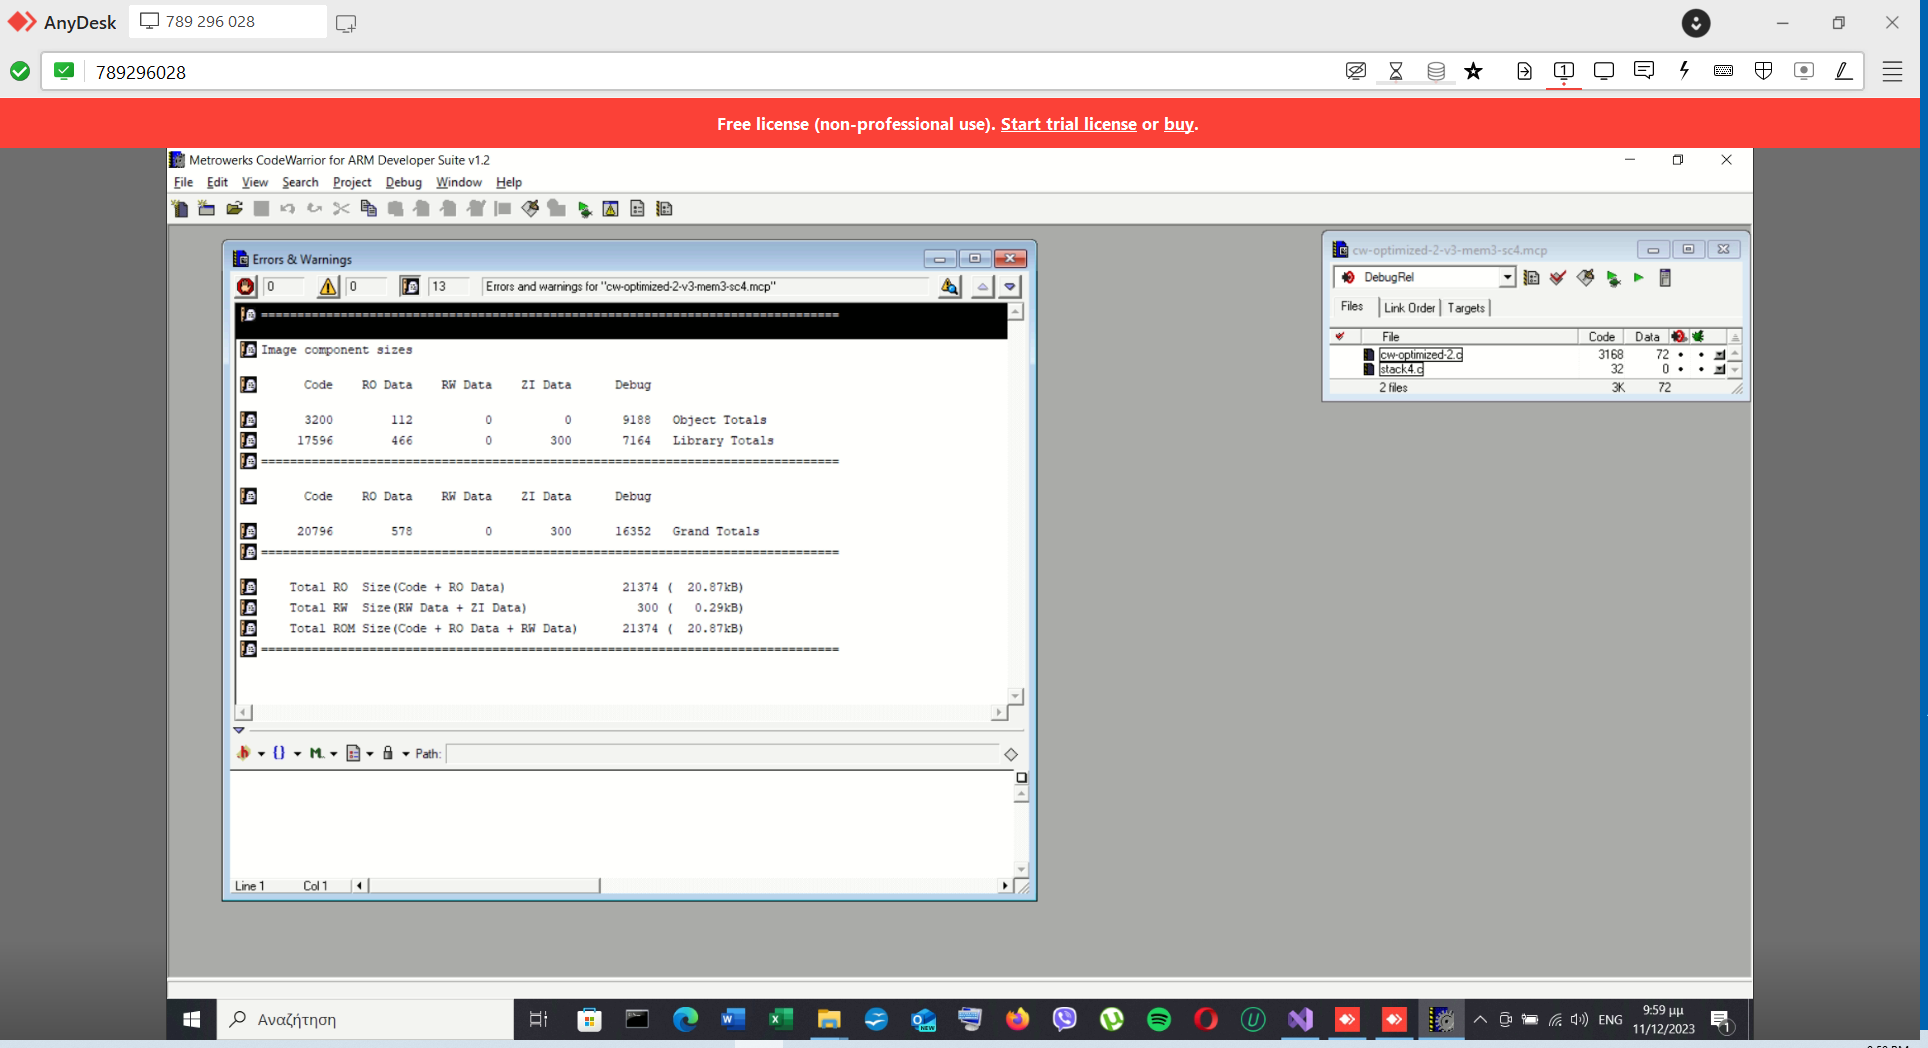 AnyDesk
789 296 028
789296028
Free license (non-professional use). Start trial license or buy.
Metrowerks CodeWarrior for ARM Developer Suite v1.2
File Edit View Search Project Debug Window Help
Errors & Warnings
0 0 13 Errors and warnings for "cw-optimized-2-v3-mem3-sc4.mcp"
================================================================================
Image component sizes
Code RO Data RW Data ZI Data Debug
3200 112 0 0 9188 Object Totals
17596 466 0 300 7164 Library Totals
================================================================================
Code RO Data RW Data ZI Data Debug
20796 578 0 300 16352 Grand Totals
================================================================================
Total RO Size(Code + RO Data) 21374 ( 20.87kB)
Total RW Size(RW Data + ZI Data) 300 ( 0.29kB)
Total ROM Size(Code + RO Data + RW Data) 21374 ( 20.87kB)
================================================================================
Path:
Line 1 Col 1
cw-optimized-2-v3-mem3-sc4.mcp
DebugRel
Files Link Order Targets
File Code Data
cw-optimized-2.c 3168 72
stack4.c 32 0
2 files 3K 72
Αναζήτηση
ENG
9:59 μμ
11/12/2023
1